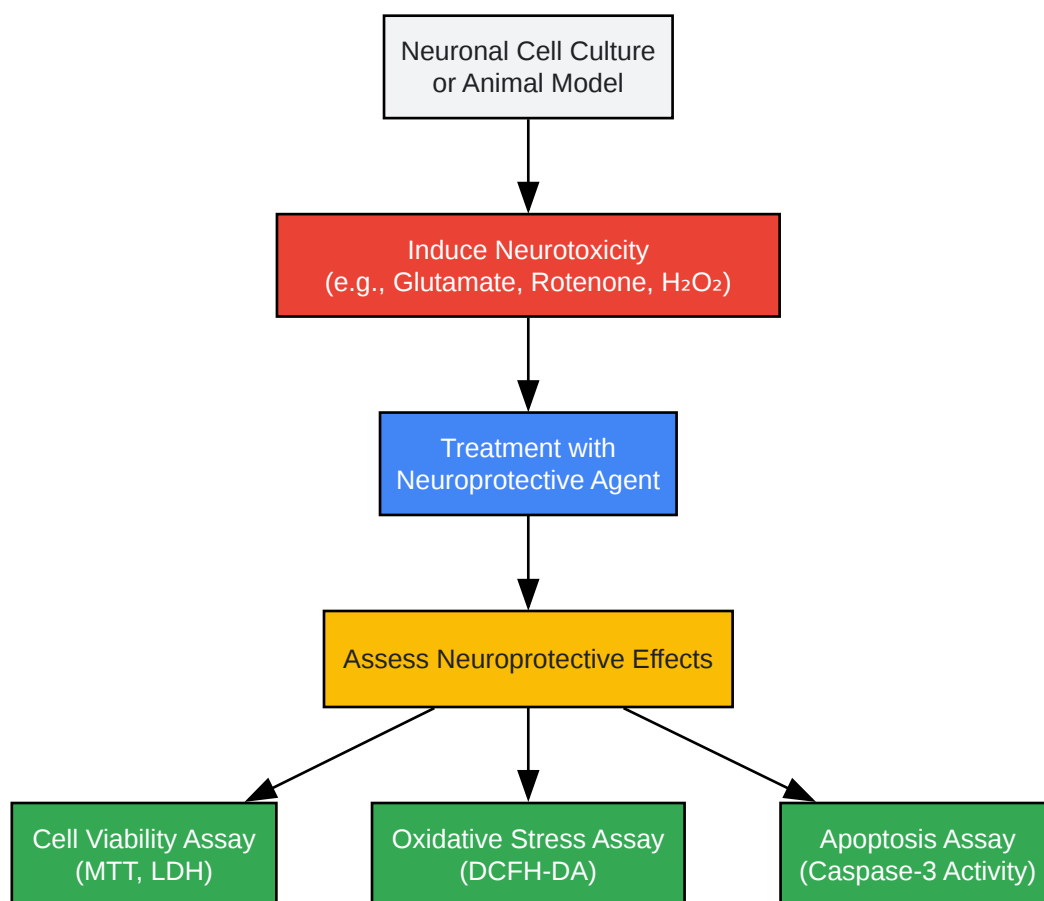 Neuronal Cell Culture
or Animal Model
Induce Neurotoxicity
(e.g., Glutamate, Rotenone, H₂O₂)
Treatment with
Neuroprotective Agent
Assess Neuroprotective Effects
Cell Viability Assay
(MTT, LDH)
Oxidative Stress Assay
(DCFH-DA)
Apoptosis Assay
(Caspase-3 Activity)